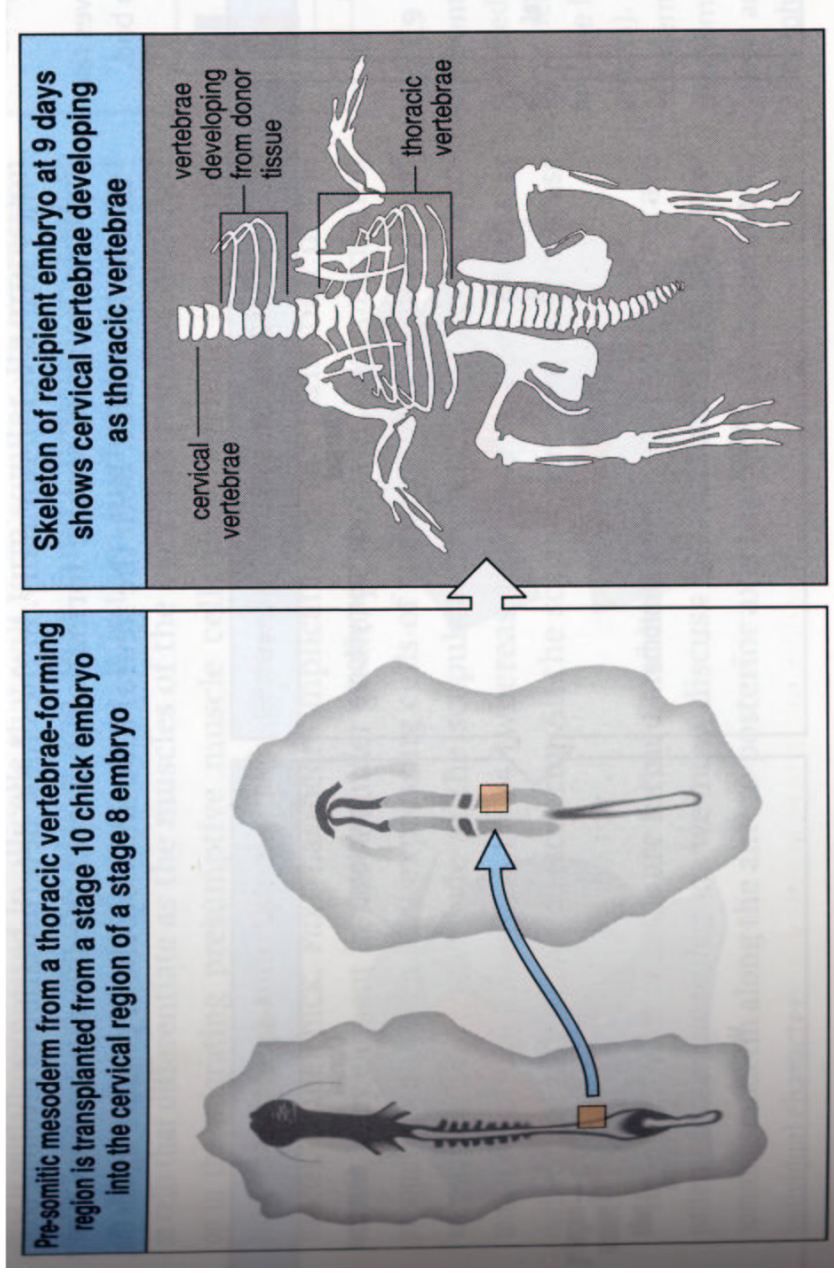 Pre-somitic mesoderm from a thoracic vertebrae-forming
region is transplanted from a stage 10 chick embryo
into the cervical region of a stage 8 embryo
Skeleton of recipient embryo at 9 days
shows cervical vertebrae developing
as thoracic vertebrae
cervical
vertebrae
vertebrae
developing
from donor
tissue
thoracic
vertebrae